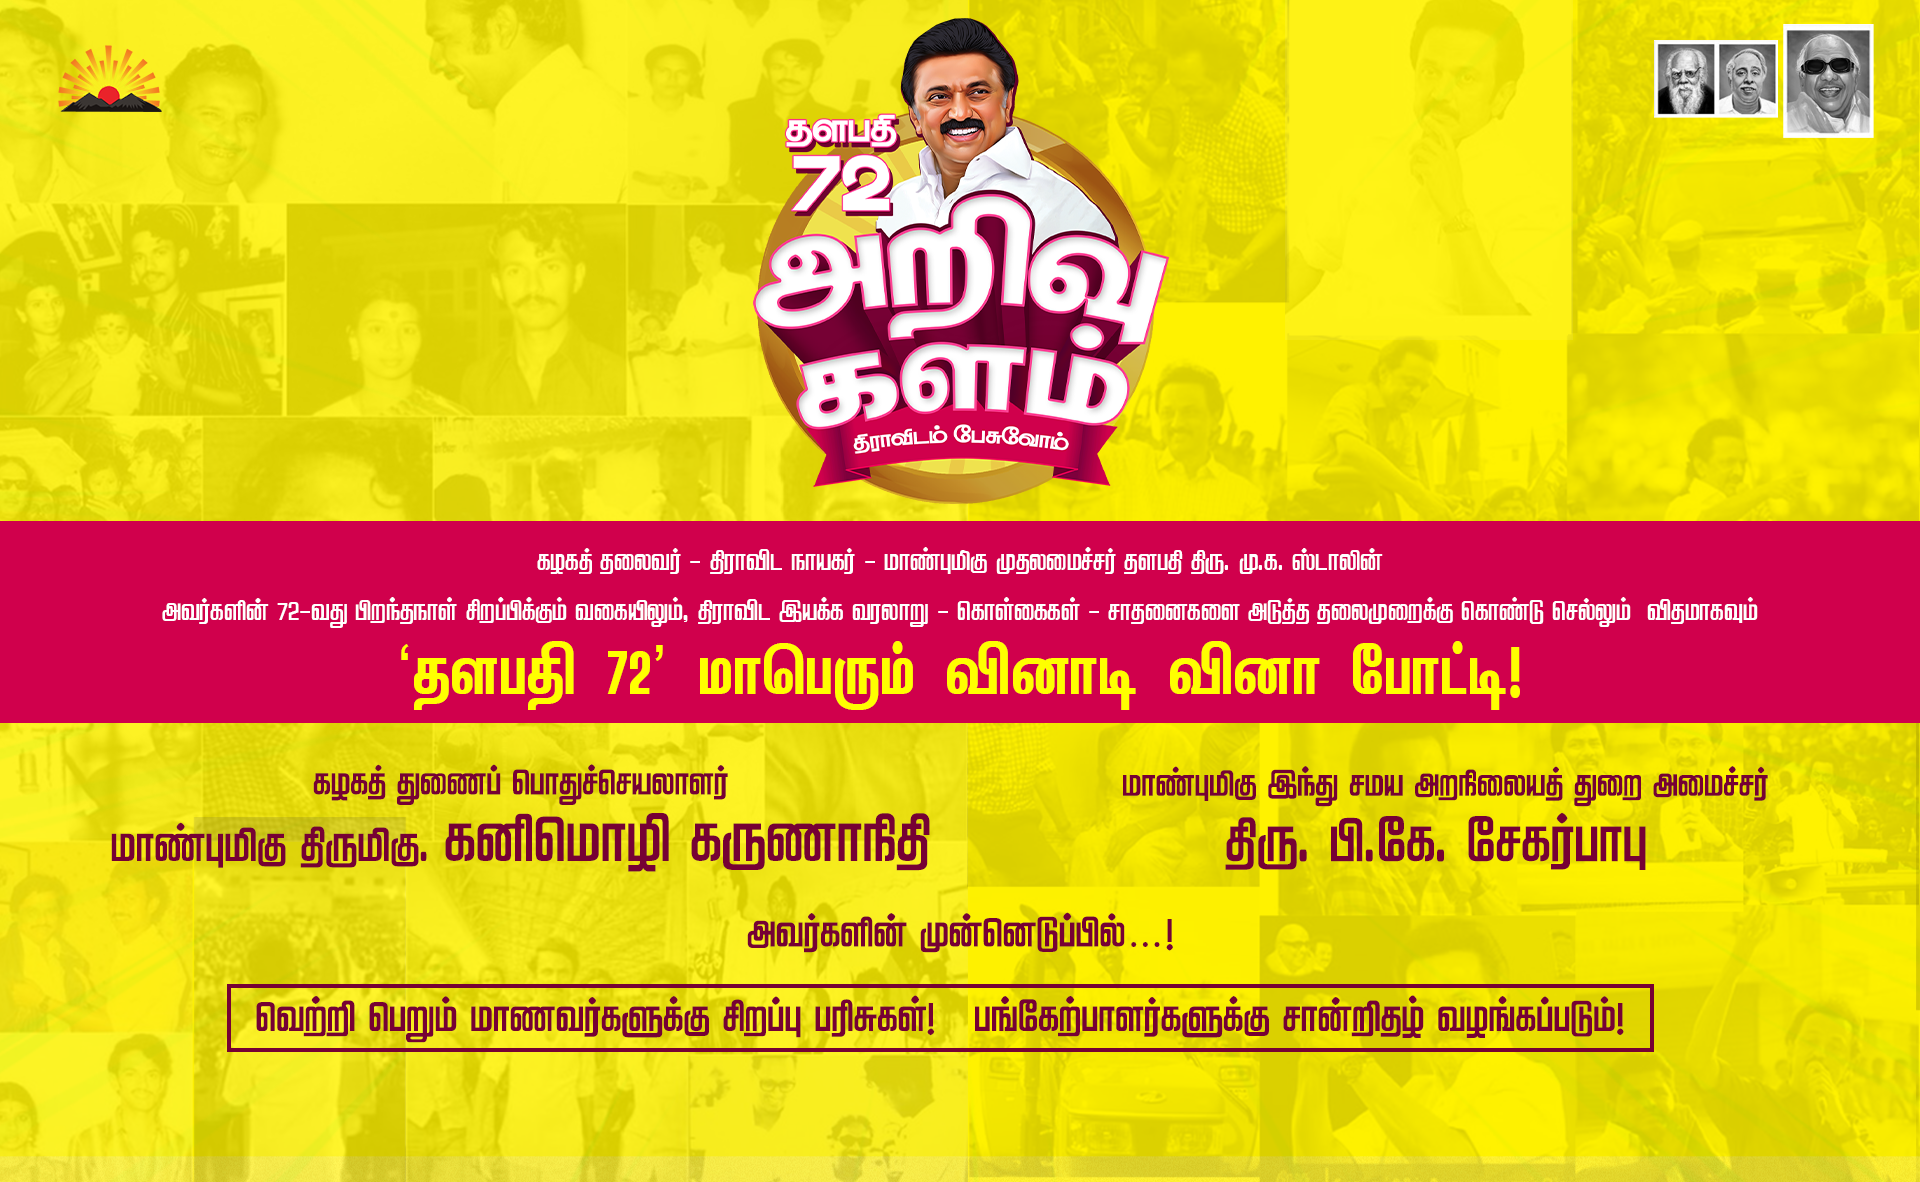 தளபதி
72
அறிவு
களம்
திராவிடம் பேசுவோம்
கழகத் தலைவர் - திராவிட நாயகர் - மாண்புமிகு முதலமைச்சர் தளபதி திரு. மு.க. ஸ்டாலின்
அவர்களின் 72-வது பிறந்தநாள் சிறப்பிக்கும் வகையிலும், திராவிட இயக்க வரலாறு - கொள்கைகள் - சாதனைகளை அடுத்த தலைமுறைக்கு கொண்டு செல்லும் விதமாகவும்
‘தளபதி 72’ மாபெரும் வினாடி வினா போட்டி!
கழகத் துணைப் பொதுச்செயலாளர்
மாண்புமிகு திருமிகு. கனிமொழி கருணாநிதி
மாண்புமிகு இந்து சமய அறநிலையத் துறை அமைச்சர்
திரு. பி.கே. சேகர்பாபு
அவர்களின் முன்னெடுப்பில்...!
வெற்றி பெறும் மாணவர்களுக்கு சிறப்பு பரிசுகள்! பங்கேற்பாளர்களுக்கு சான்றிதழ் வழங்கப்படும்!